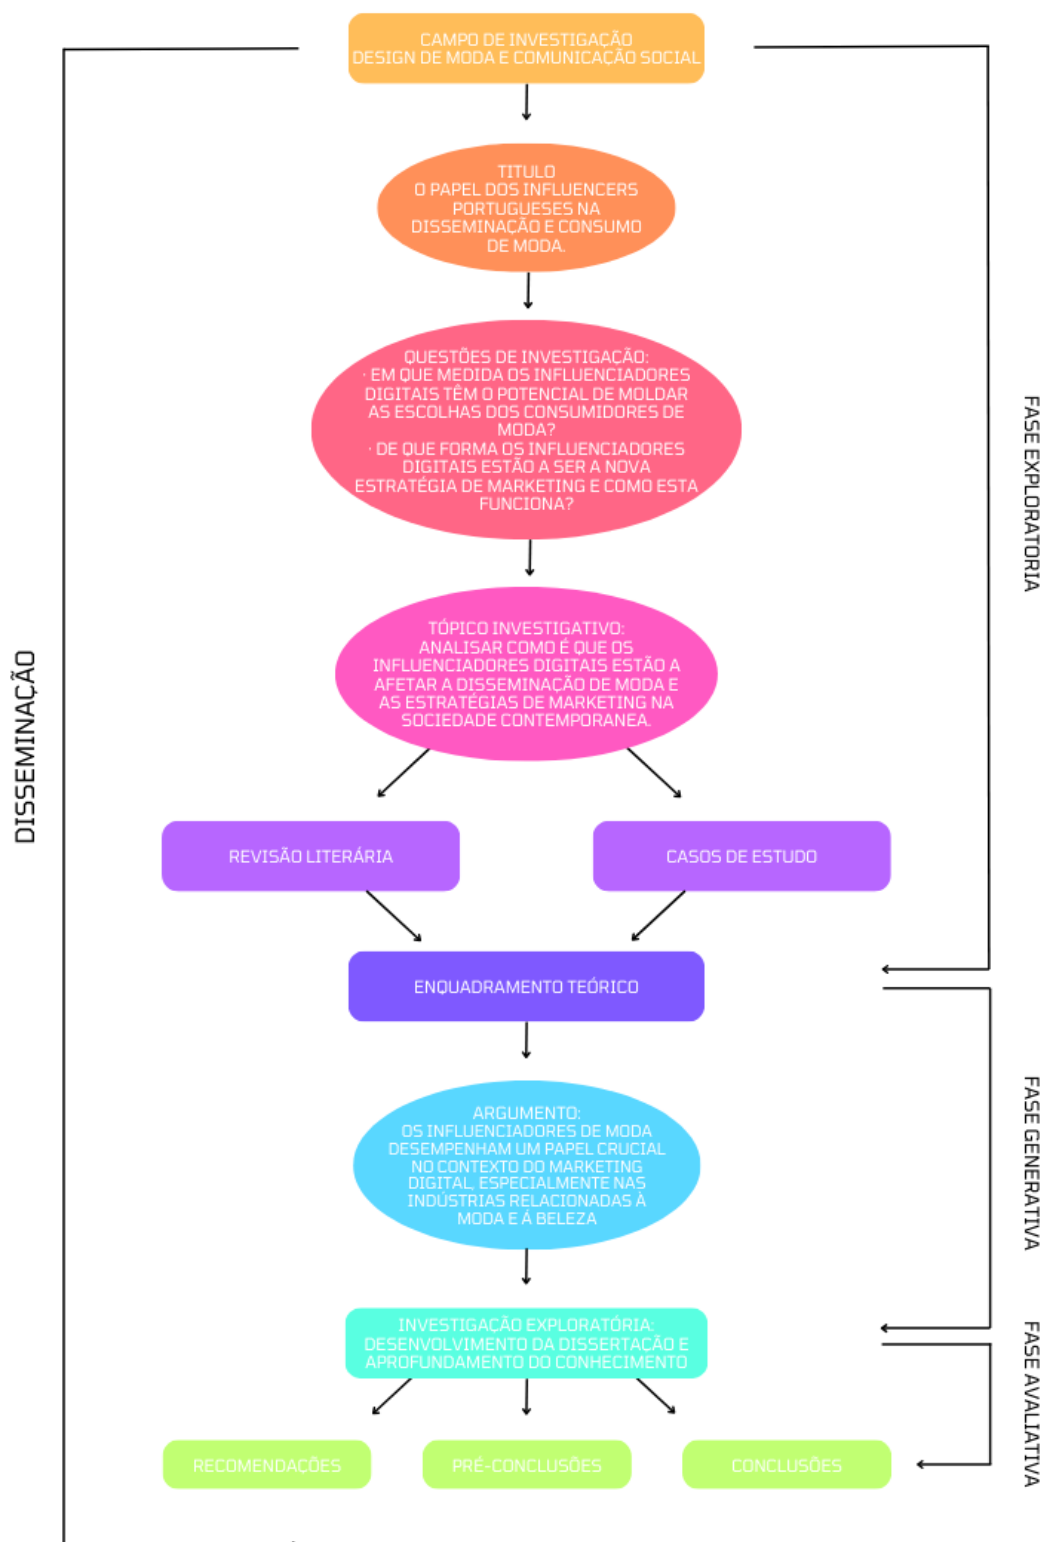 CAMPO DE INVESTIGAÇÃO
DESIGN DE MODA E COMUNICAÇÃO SOCIAL
TITULO
O PAPEL DOS INFLUENCERS
PORTUGUESES NA
DISSEMINAÇÃO E CONSUMO
DE MODA.
QUESTÕES DE INVESTIGAÇÃO:
· EM QUE MEDIDA OS INFLUENCIADORES
DIGITAIS TÊM O POTENCIAL DE MOLDAR
AS ESCOLHAS DOS CONSUMIDORES DE
MODA?
· DE QUE FORMA OS INFLUENCIADORES
DIGITAIS ESTÃO A SER A NOVA
ESTRATÉGIA DE MARKETING E COMO ESTA
FUNCIONA?
FASE EXPLORATORIA
TÓPICO INVESTIGATIVO:
ANALISAR COMO É QUE OS
INFLUENCIADORES DIGITAIS ESTÃO A
AFETAR A DISSEMINAÇÃO DE MODA E
AS ESTRATÉGIAS DE MARKETING NA
SOCIEDADE CONTEMPORANEA.
DISSEMINAÇÃO
REVISÃO LITERÁRIA
CASOS DE ESTUDO
ENQUADRAMENTO TEÓRICO
ARGUMENTO:
OS INFLUENCIADORES DE MODA
DESEMPENHAM UM PAPEL CRUCIAL
NO CONTEXTO DO MARKETING
DIGITAL, ESPECIALMENTE NAS
INDÚSTRIAS RELACIONADAS À
MODA E Á BELEZA
FASE GENERATIVA
INVESTIGAÇÃO EXPLORATÓRIA:
DESENVOLVIMENTO DA DISSERTAÇÃO E
APROFUNDAMENTO DO CONHECIMENTO
FASE AVALIATIVA
RECOMENDAÇÕES
PRÉ-CONCLUSÕES
CONCLUSÕES